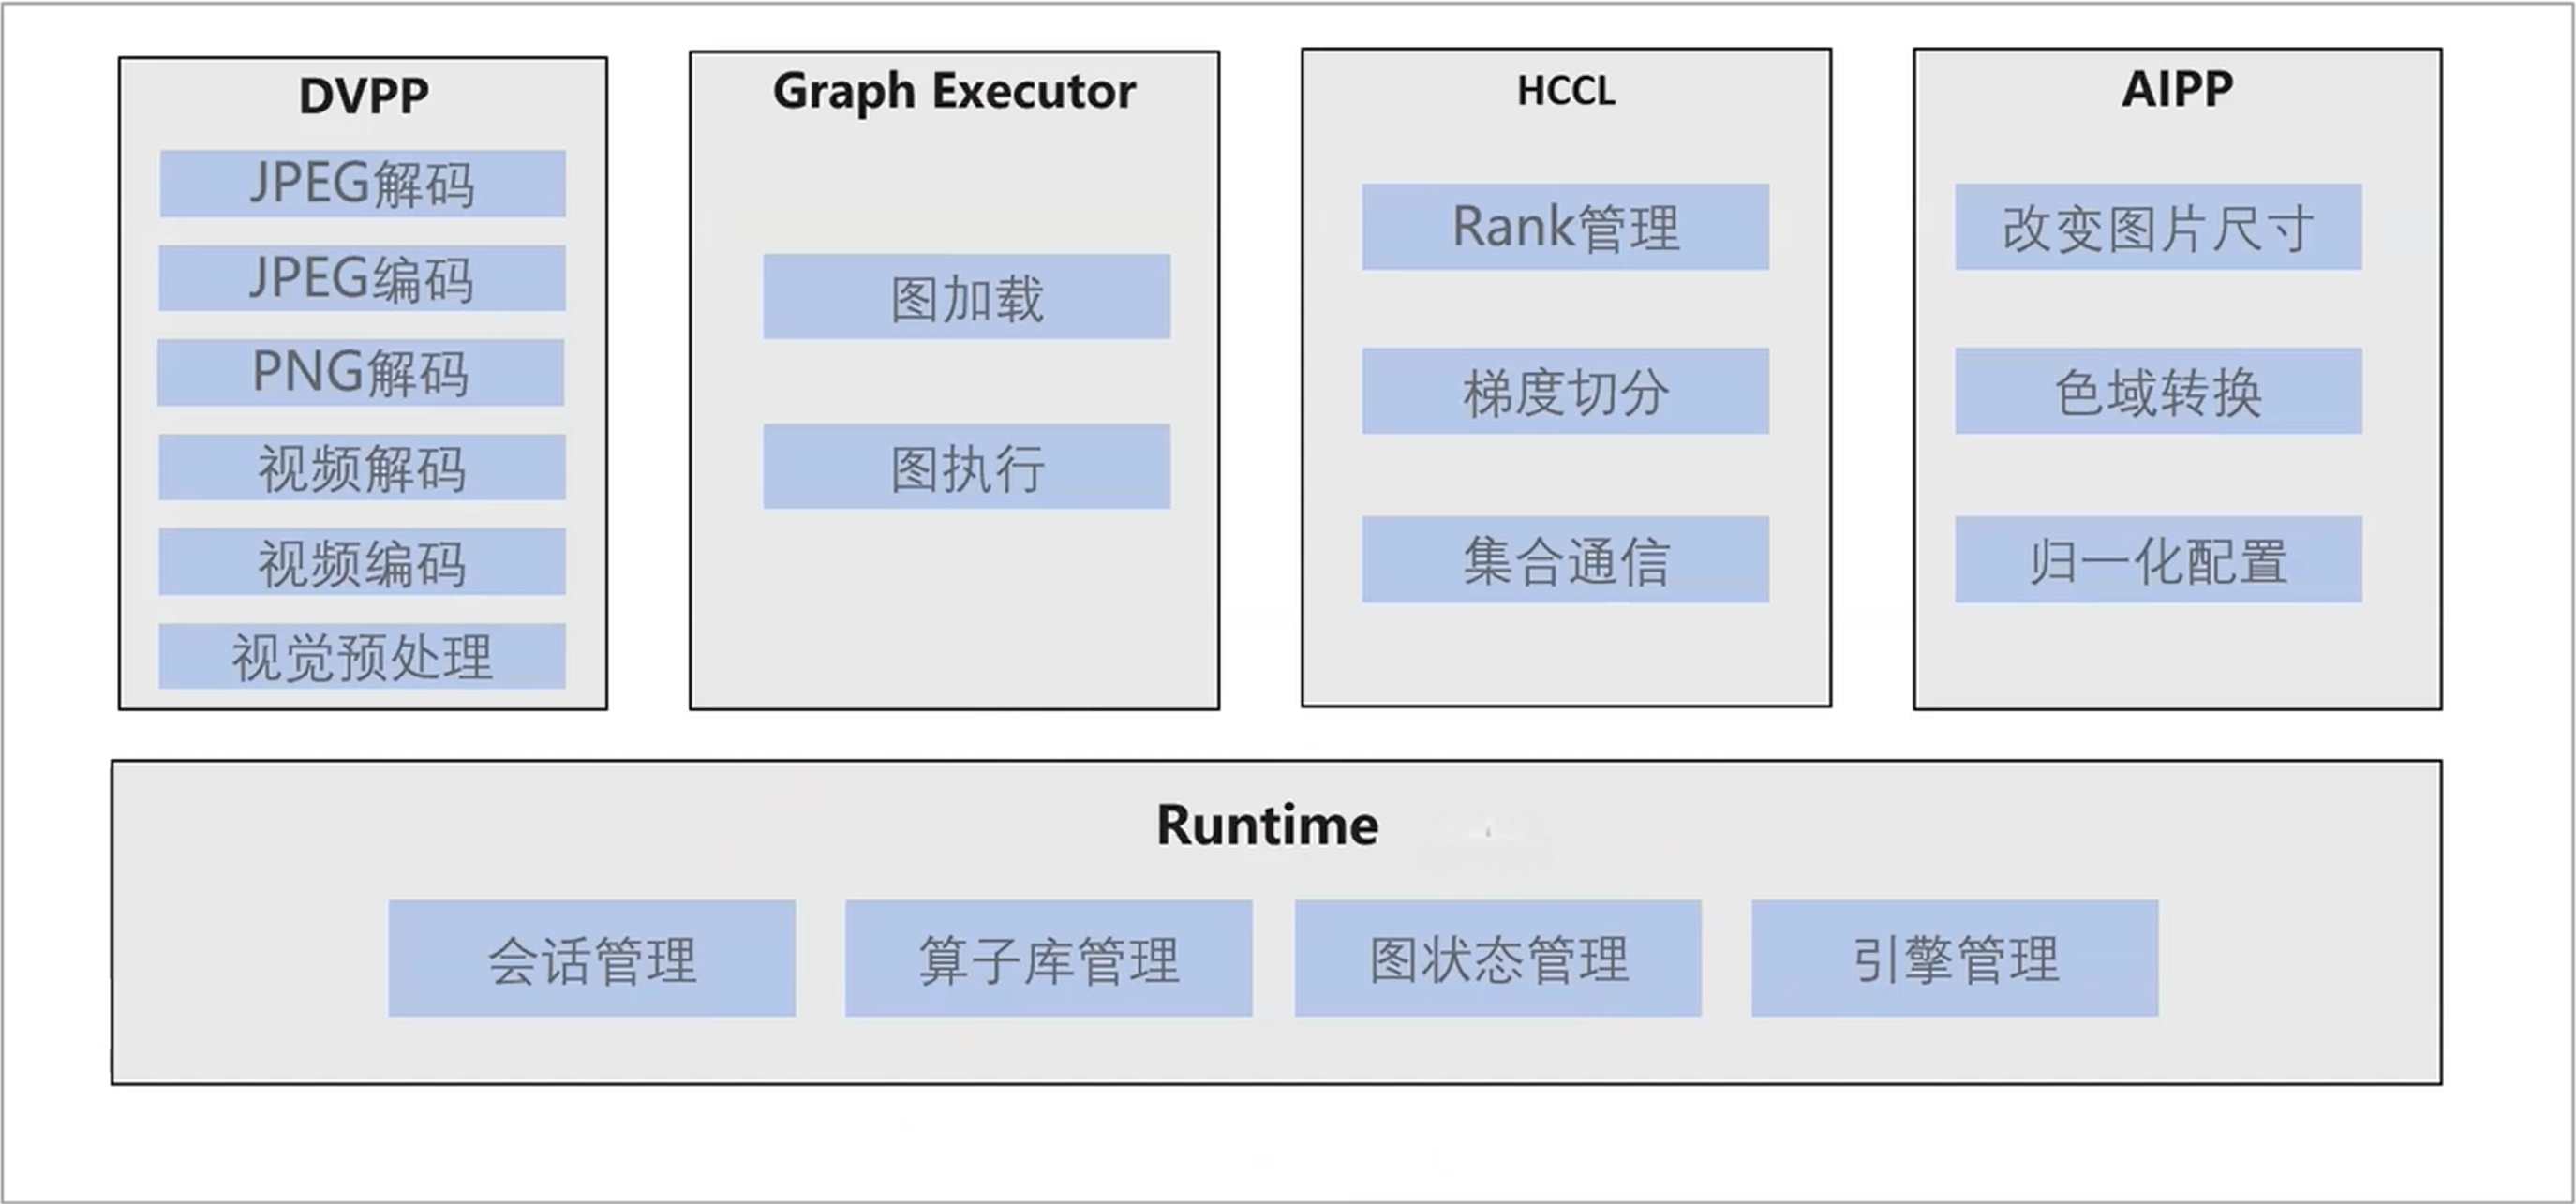 DVPP
JPEG解码
JPEG编码
PNG解码
视频解码
视频编码
视觉预处理
Graph Executor
图加载
图执行
HCCL
Rank管理
梯度切分
集合通信
AIPP
改变图片尺寸
色域转换
归一化配置
Runtime
会话管理
算子库管理
图状态管理
引擎管理